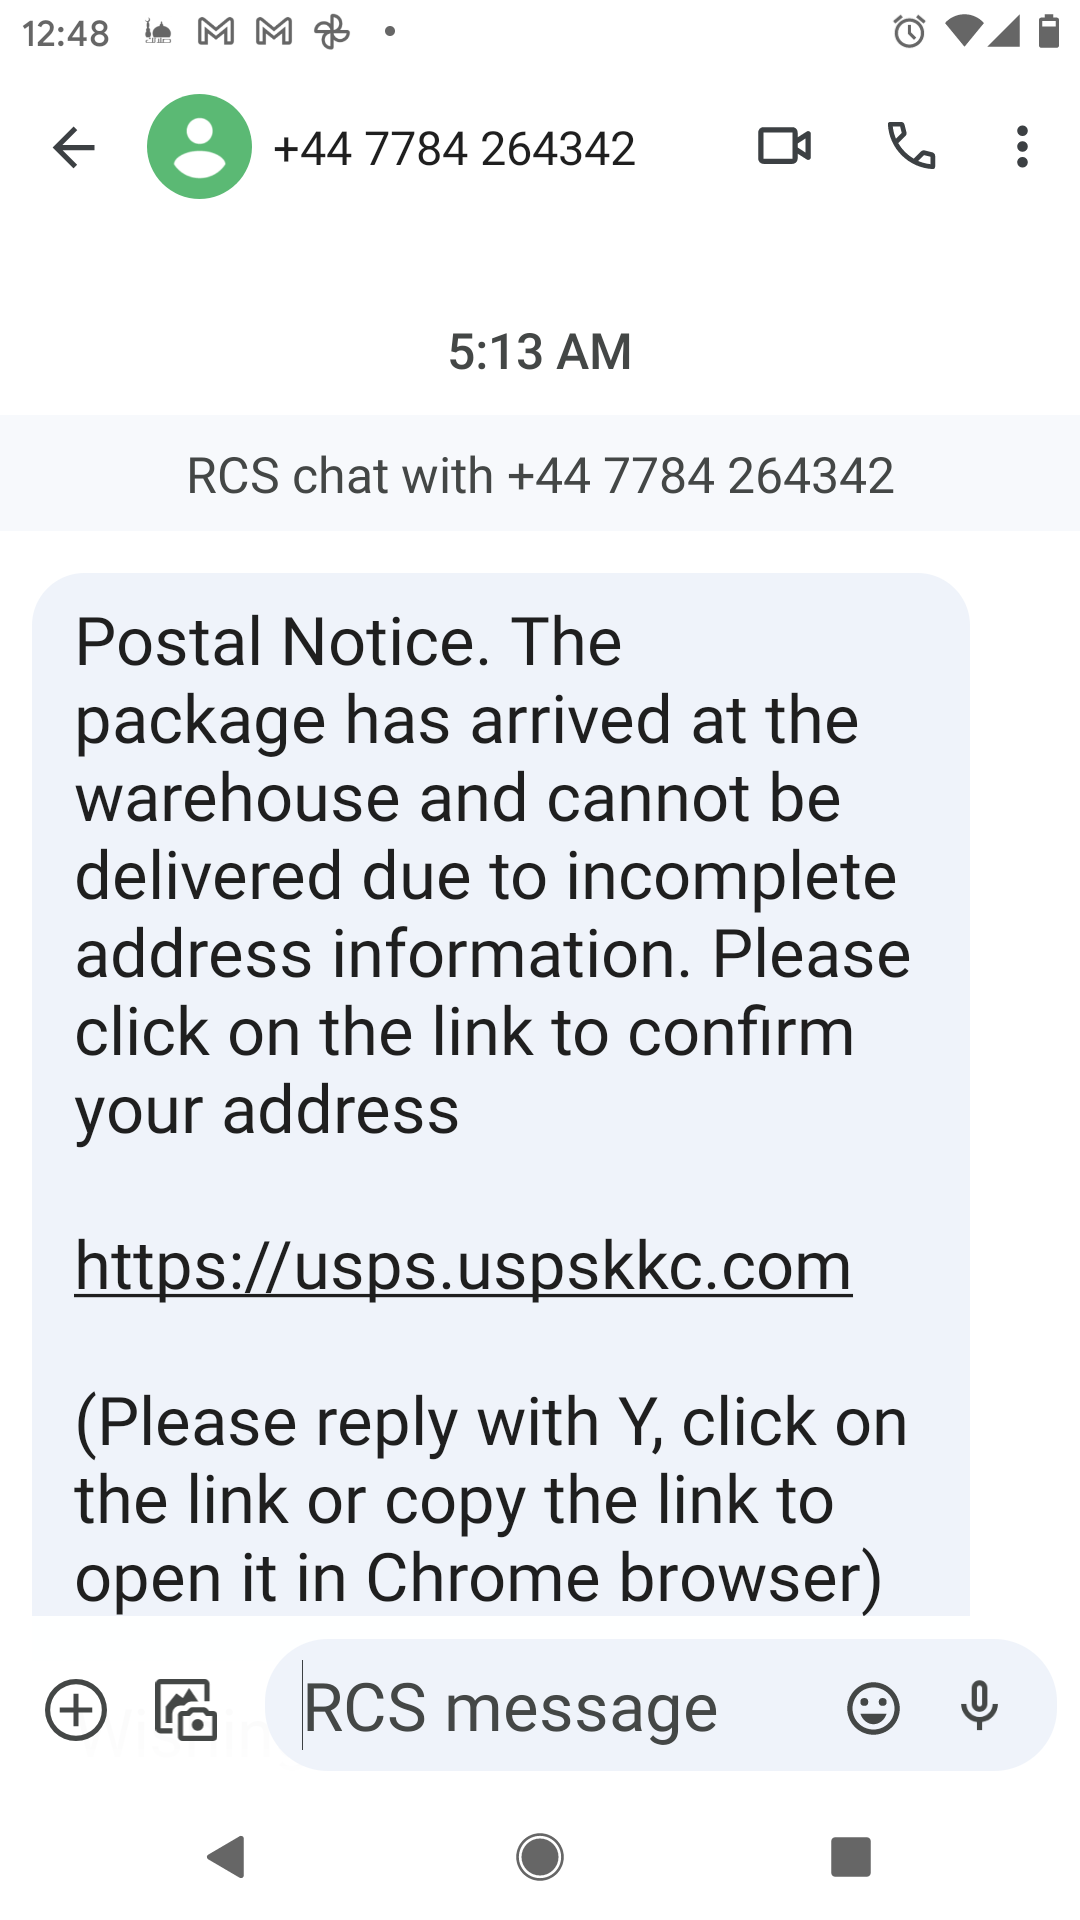 12:48
+44 7784 264342
5:13 AM
RCS chat with +44 7784 264342
Postal Notice. The
package has arrived at the
warehouse and cannot be
delivered due to incomplete
address information. Please
click on the link to confirm
your address
https://usps.uspskkc.com
(Please reply with Y, click on
the link or copy the link to
open it in Chrome browser)
RCS message